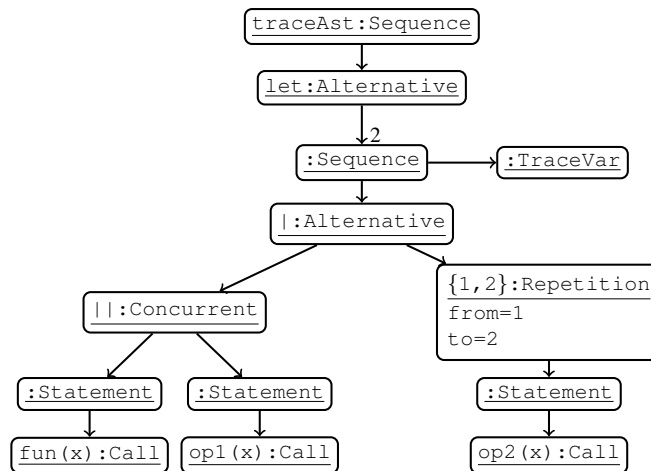 traceAst:Sequence
let:Alternative
2
:Sequence
:TraceVar
|:Alternative
||:Concurrent
{1,2}:Repetition
from=1
to=2
:Statement
:Statement
:Statement
fun(x):Call
op1(x):Call
op2(x):Call